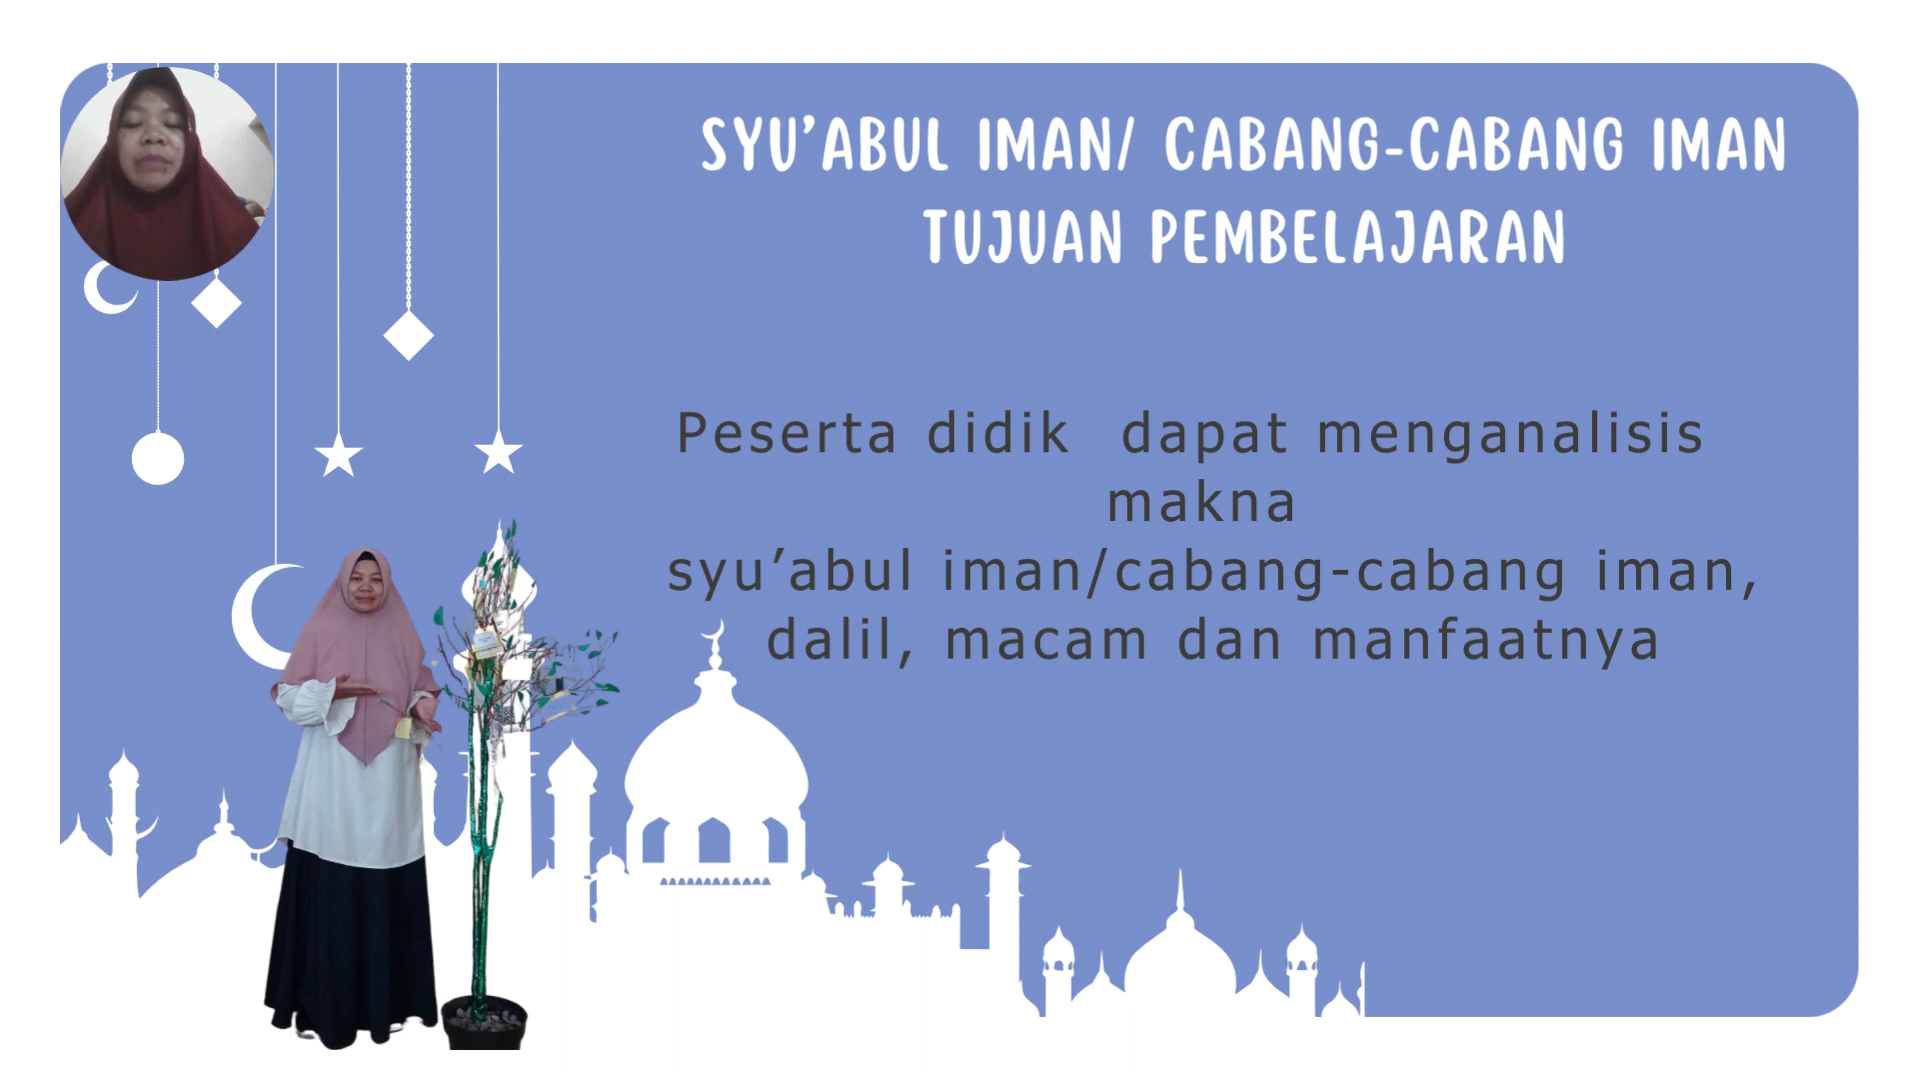 SYU’ABUL IMAN/ CABANG-CABANG IMAN
TUJUAN PEMBELAJARAN
Peserta didik  dapat menganalisis
makna
syu’abul iman/cabang-cabang iman,
dalil, macam dan manfaatnya